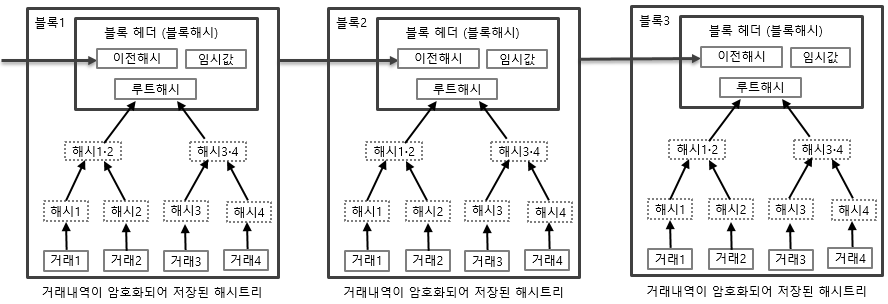 블록1
블록 헤더 (블록해시)
이전해시
임시값
루트해시
해시1·2
해시3·4
해시1
해시2
해시3
해시4
거래1
거래2
거래3
거래4
거래내역이 암호화되어 저장된 해시트리
블록2
블록 헤더 (블록해시)
이전해시
임시값
루트해시
해시1·2
해시3·4
해시1
해시2
해시3
해시4
거래1
거래2
거래3
거래4
거래내역이 암호화되어 저장된 해시트리
블록3
블록 헤더 (블록해시)
이전해시
임시값
루트해시
해시1·2
해시3·4
해시1
해시2
해시3
해시4
거래1
거래2
거래3
거래4
거래내역이 암호화되어 저장된 해시트리